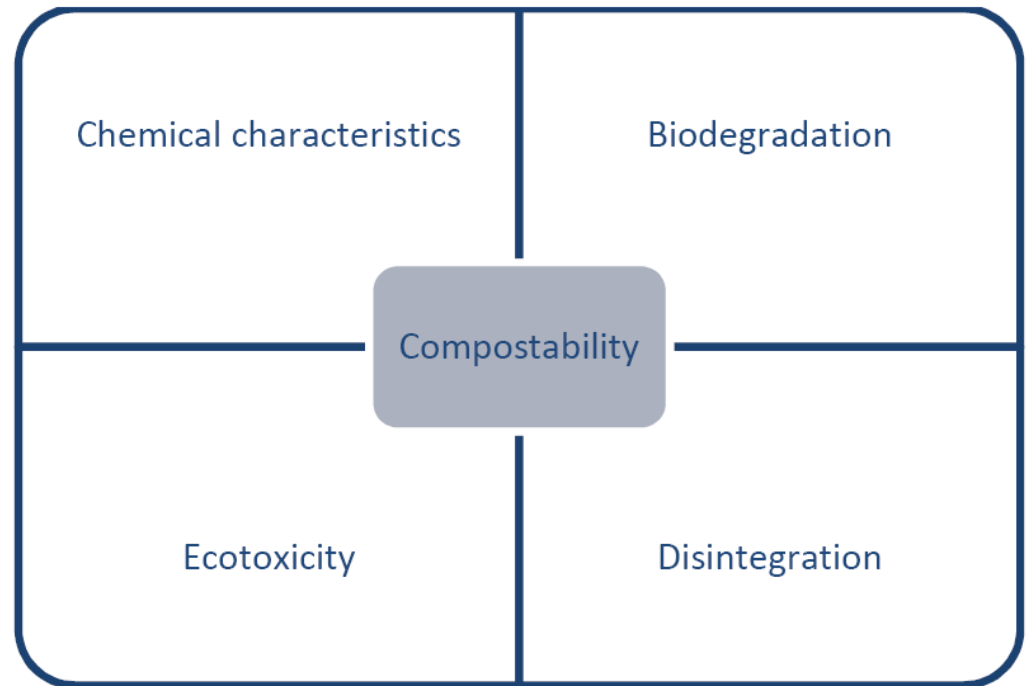 Chemical characteristics
Biodegradation
Compostability
Ecotoxicity
Disintegration